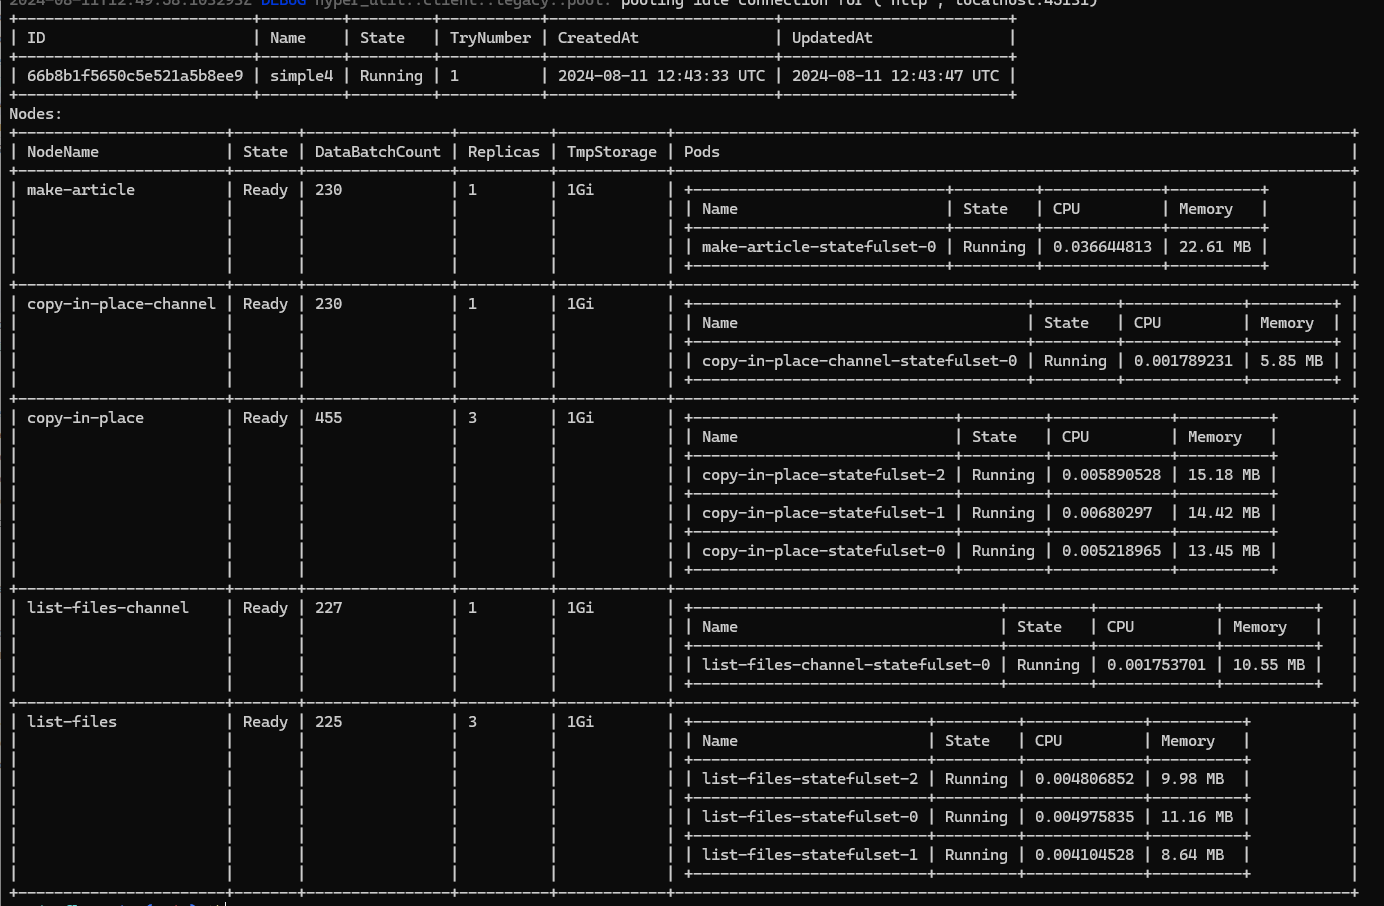 2024-08-11T12:49:58.103293Z DEBUG hyper_util::client::legacy::pool: pooling idle connection for ("http", localhost:43131)
ID | Name | State | TryNumber | CreatedAt | UpdatedAt
66b8b1f5650c5e521a5b8ee9 | simple4 | Running | 1 | 2024-08-11 12:43:33 UTC | 2024-08-11 12:43:47 UTC
Nodes:
NodeName | State | DataBatchCount | Replicas | TmpStorage | Pods
make-article | Ready | 230 | 1 | 1Gi
Name | State | CPU | Memory
make-article-statefulset-0 | Running | 0.036644813 | 22.61 MB
copy-in-place-channel | Ready | 230 | 1 | 1Gi
Name | State | CPU | Memory
copy-in-place-channel-statefulset-0 | Running | 0.001789231 | 5.85 MB
copy-in-place | Ready | 455 | 3 | 1Gi
Name | State | CPU | Memory
copy-in-place-statefulset-2 | Running | 0.005890528 | 15.18 MB
copy-in-place-statefulset-1 | Running | 0.00680297 | 14.42 MB
copy-in-place-statefulset-0 | Running | 0.005218965 | 13.45 MB
list-files-channel | Ready | 227 | 1 | 1Gi
Name | State | CPU | Memory
list-files-channel-statefulset-0 | Running | 0.001753701 | 10.55 MB
list-files | Ready | 225 | 3 | 1Gi
Name | State | CPU | Memory
list-files-statefulset-2 | Running | 0.004806852 | 9.98 MB
list-files-statefulset-0 | Running | 0.004975835 | 11.16 MB
list-files-statefulset-1 | Running | 0.004104528 | 8.64 MB